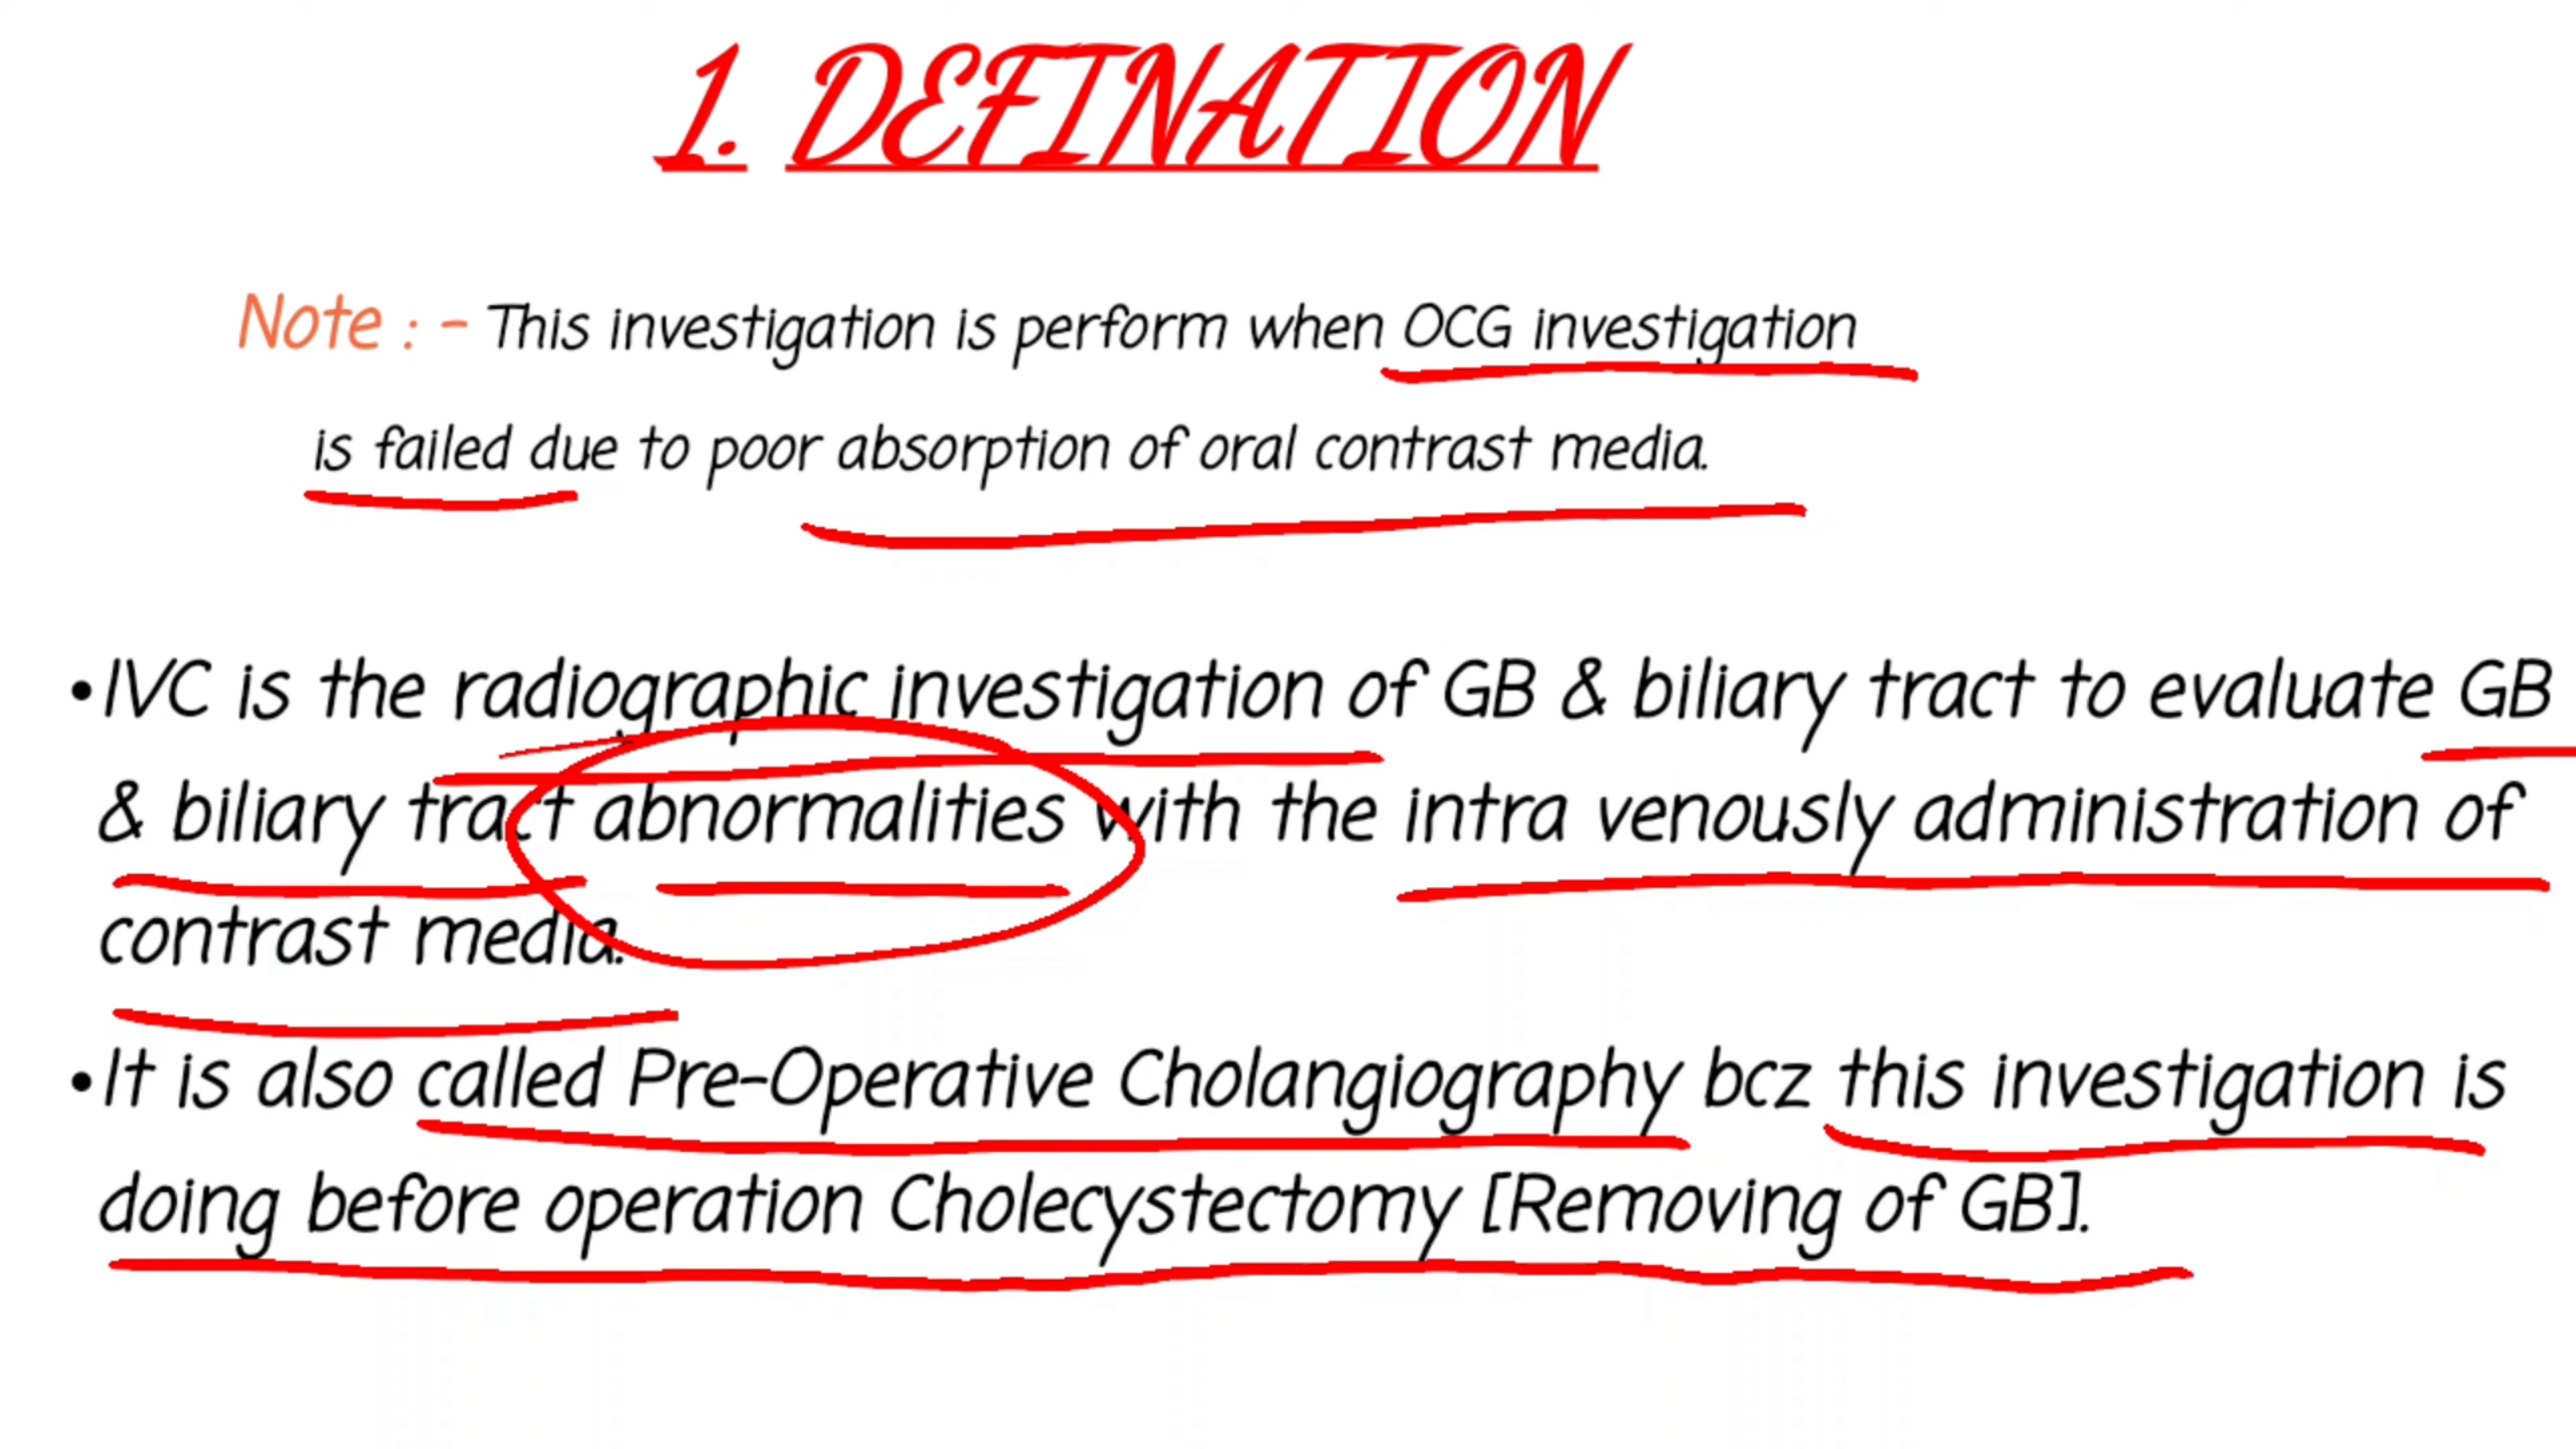 1. DEFINATION
Note : - This investigation is perform when OCG investigation
is failed due to poor absorption of oral contrast media.
•IVC is the radiographic investigation of GB & biliary tract to evaluate GB
& biliary tract abnormalities with the intra venously administration of
contrast media.
•It is also called Pre-Operative Cholangiography bcz this investigation is
doing before operation Cholecystectomy [Removing of GB].